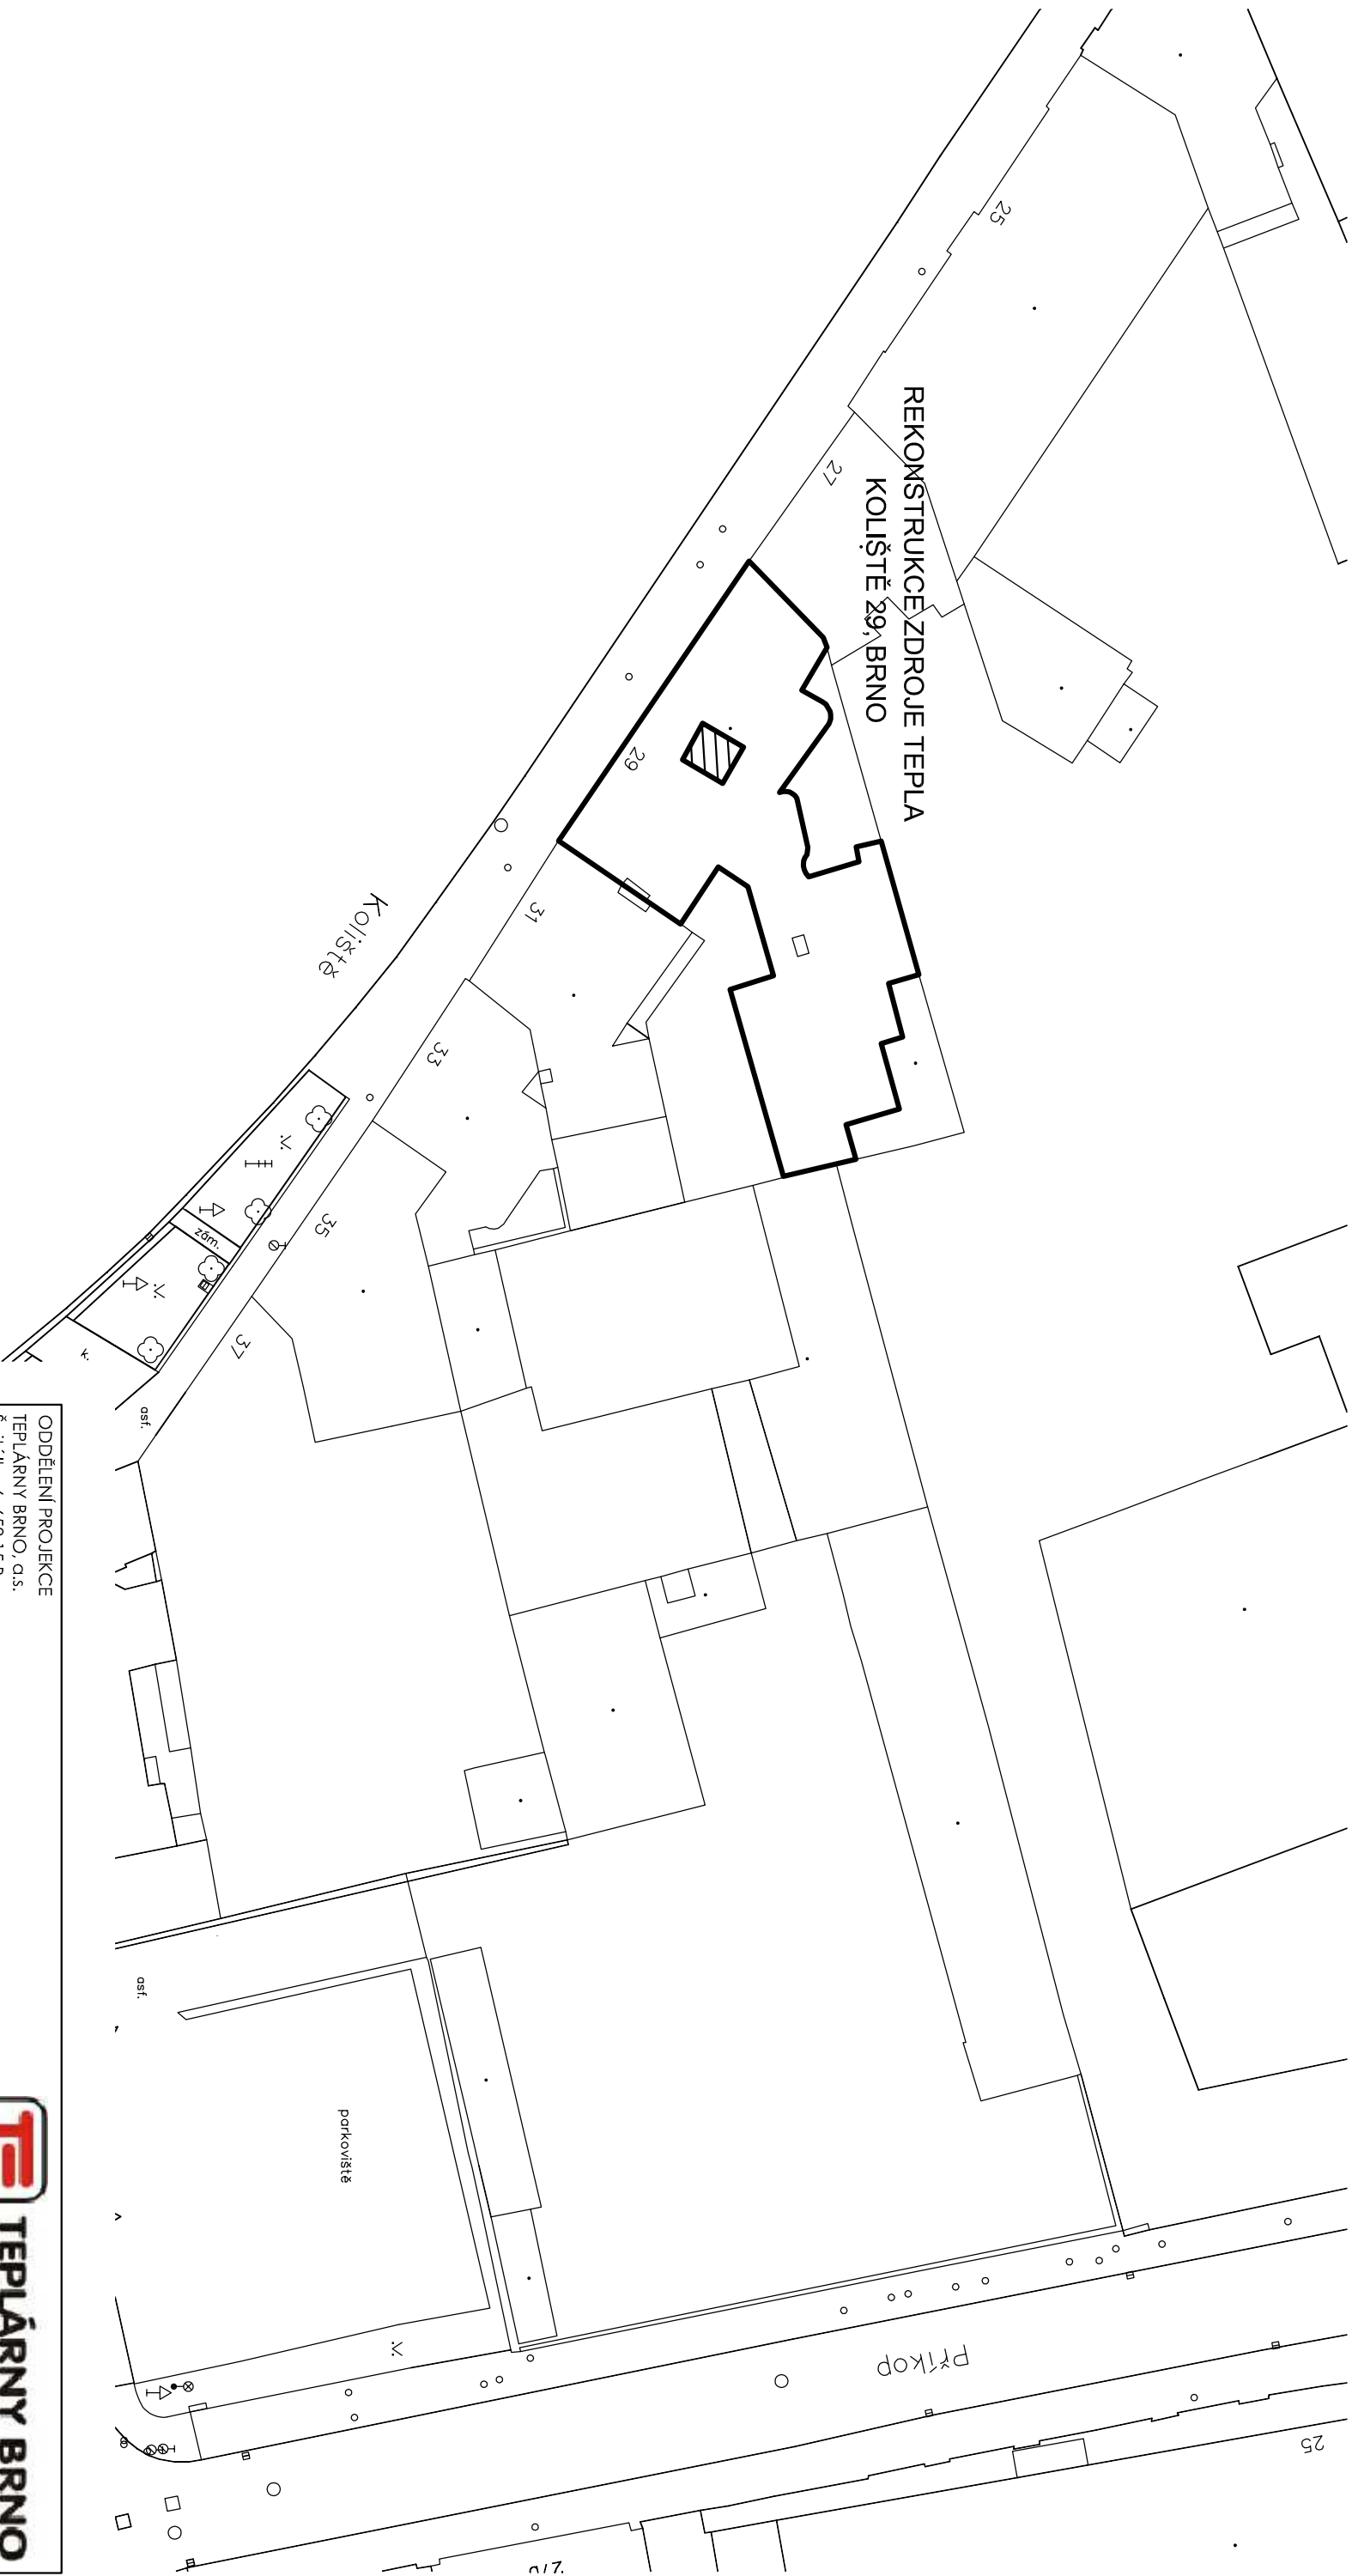 REKONSTRUKCE ZDROJE TEPLA
KOLIŠTĚ 29, BRNO
25
27
29
31
33
35
37
Koliště
zám.
k.
asf.
asf.
parkoviště
Příkop
25
ODDĚLENÍ PROJEKCE
TEPLÁRNY BRNO, a.s.
TEPLÁRNY BRNO